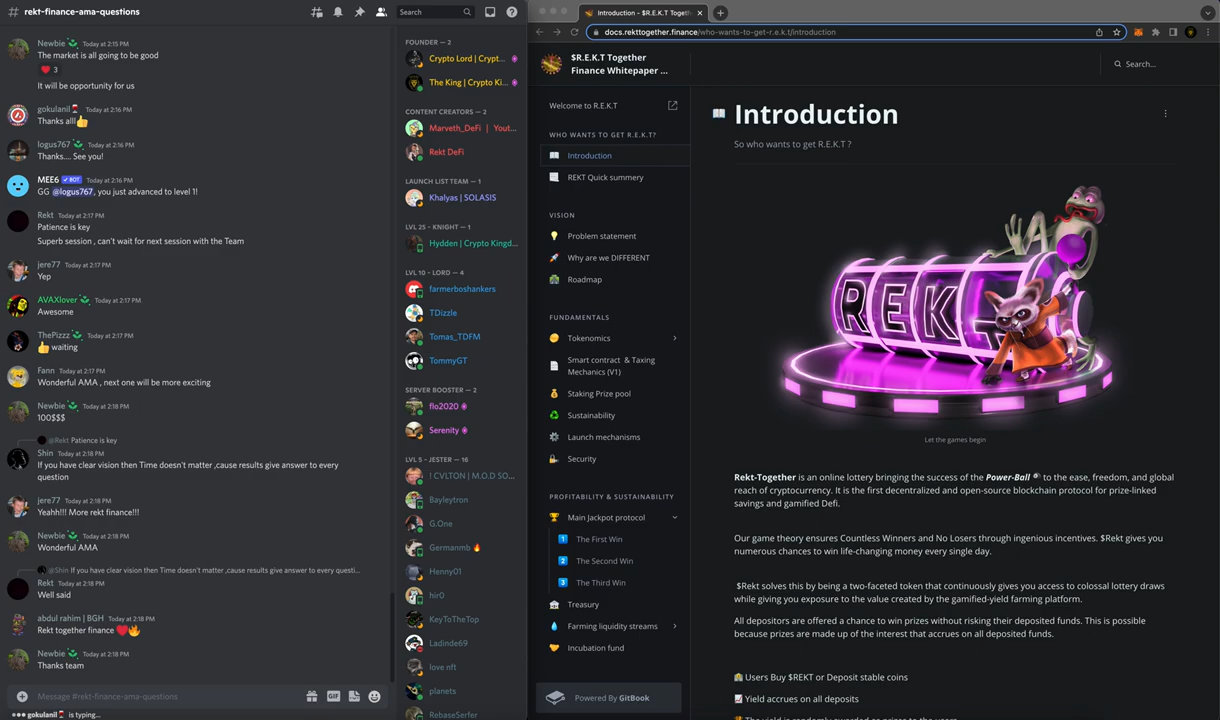 # rekt-finance-ama-questions
Search
Newbie Today at 2:15 PM
The market is all going to be good
3
It will be opportunity for us
gokulanil Today at 2:16 PM
Thanks alll👍
logus767 Today at 2:16 PM
Thanks.... See you!
MEE6 BOT Today at 2:16 PM
GG @logus767, you just advanced to level 1!
Rekt Today at 2:17 PM
Patience is key
Superb session , can't wait for next session with the Team
jere77 Today at 2:17 PM
Yep
AVAXlover Today at 2:17 PM
Awesome
ThePizzz Today at 2:17 PM
👍 waiting
Fann Today at 2:17 PM
Wonderful AMA , next one will be more exciting
Newbie Today at 2:18 PM
100$$$
@Rekt Patience is key
Shin Today at 2:18 PM
If you have clear vision then Time doesn't matter ,cause results give answer to every
question
jere77 Today at 2:18 PM
Yeahh!!! More rekt finance!!!
Newbie Today at 2:18 PM
Wonderful AMA
@Shin If you have clear vision then Time doesn't matter ,cause results give answer to every questi...
Rekt Today at 2:18 PM
Well said
abdul rahim | BGH Today at 2:18 PM
Rekt together finance ❤️🔥
Newbie Today at 2:18 PM
Thanks team
Message #rekt-finance-ama-questions
GIF
gokulanil is typing...
FOUNDER — 2
Crypto Lord | Crypt...
The King | Crypto Ki...
CONTENT CREATORS — 2
Marveth_DeFi | Yout...
Rekt DeFi
LAUNCH LIST TEAM — 1
Khalyas | SOLASIS
LVL 25 - KNIGHT — 1
Hydden | Crypto Kingd...
LVL 10 - LORD — 4
farmerboshankers
TDizzle
Tomas_TDFM
TommyGT
SERVER BOOSTER — 2
flo2020
Serenity
LVL 5 - JESTER — 16
I CVLTON | M.O.D SO...
Bayleytron
G.One
Germanmb 🔥
Henny01
hir0
KeyToTheTop
Ladinde69
love nft
planets
RebaseSerfer
Introduction - $R.E.K.T Togeth
docs.rekttogether.finance/who-wants-to-get-r.e.k.t/introduction
$R.E.K.T Together
Finance Whitepaper ...
Search...
Welcome to R.E.K.T
WHO WANTS TO GET R.E.K.T?
Introduction
REKT Quick summery
VISION
Problem statement
Why are we DIFFERENT
Roadmap
FUNDAMENTALS
Tokenomics
Smart contract & Taxing
Mechanics (V1)
Staking Prize pool
Sustainability
Launch mechanisms
Security
PROFITABILITY & SUSTAINABILITY
Main Jackpot protocol
1 The First Win
2 The Second Win
3 The Third Win
Treasury
Farming liquidity streams
Incubation fund
Powered By GitBook
Introduction
So who wants to get R.E.K.T ?
REKT
Let the games begin
Rekt-Together is an online lottery bringing the success of the Power-Ball to the ease, freedom, and global
reach of cryptocurrency. It is the first decentralized and open-source blockchain protocol for prize-linked
savings and gamified Defi.
Our game theory ensures Countless Winners and No Losers through ingenious incentives. $Rekt gives you
numerous chances to win life-changing money every single day.
$Rekt solves this by being a two-faceted token that continuously gives you access to colossal lottery draws
while giving you exposure to the value created by the gamified-yield farming platform.
All depositors are offered a chance to win prizes without risking their deposited funds. This is possible
because prizes are made up of the interest that accrues on all deposited funds.
Users Buy $REKT or Deposit stable coins
Yield accrues on all deposits